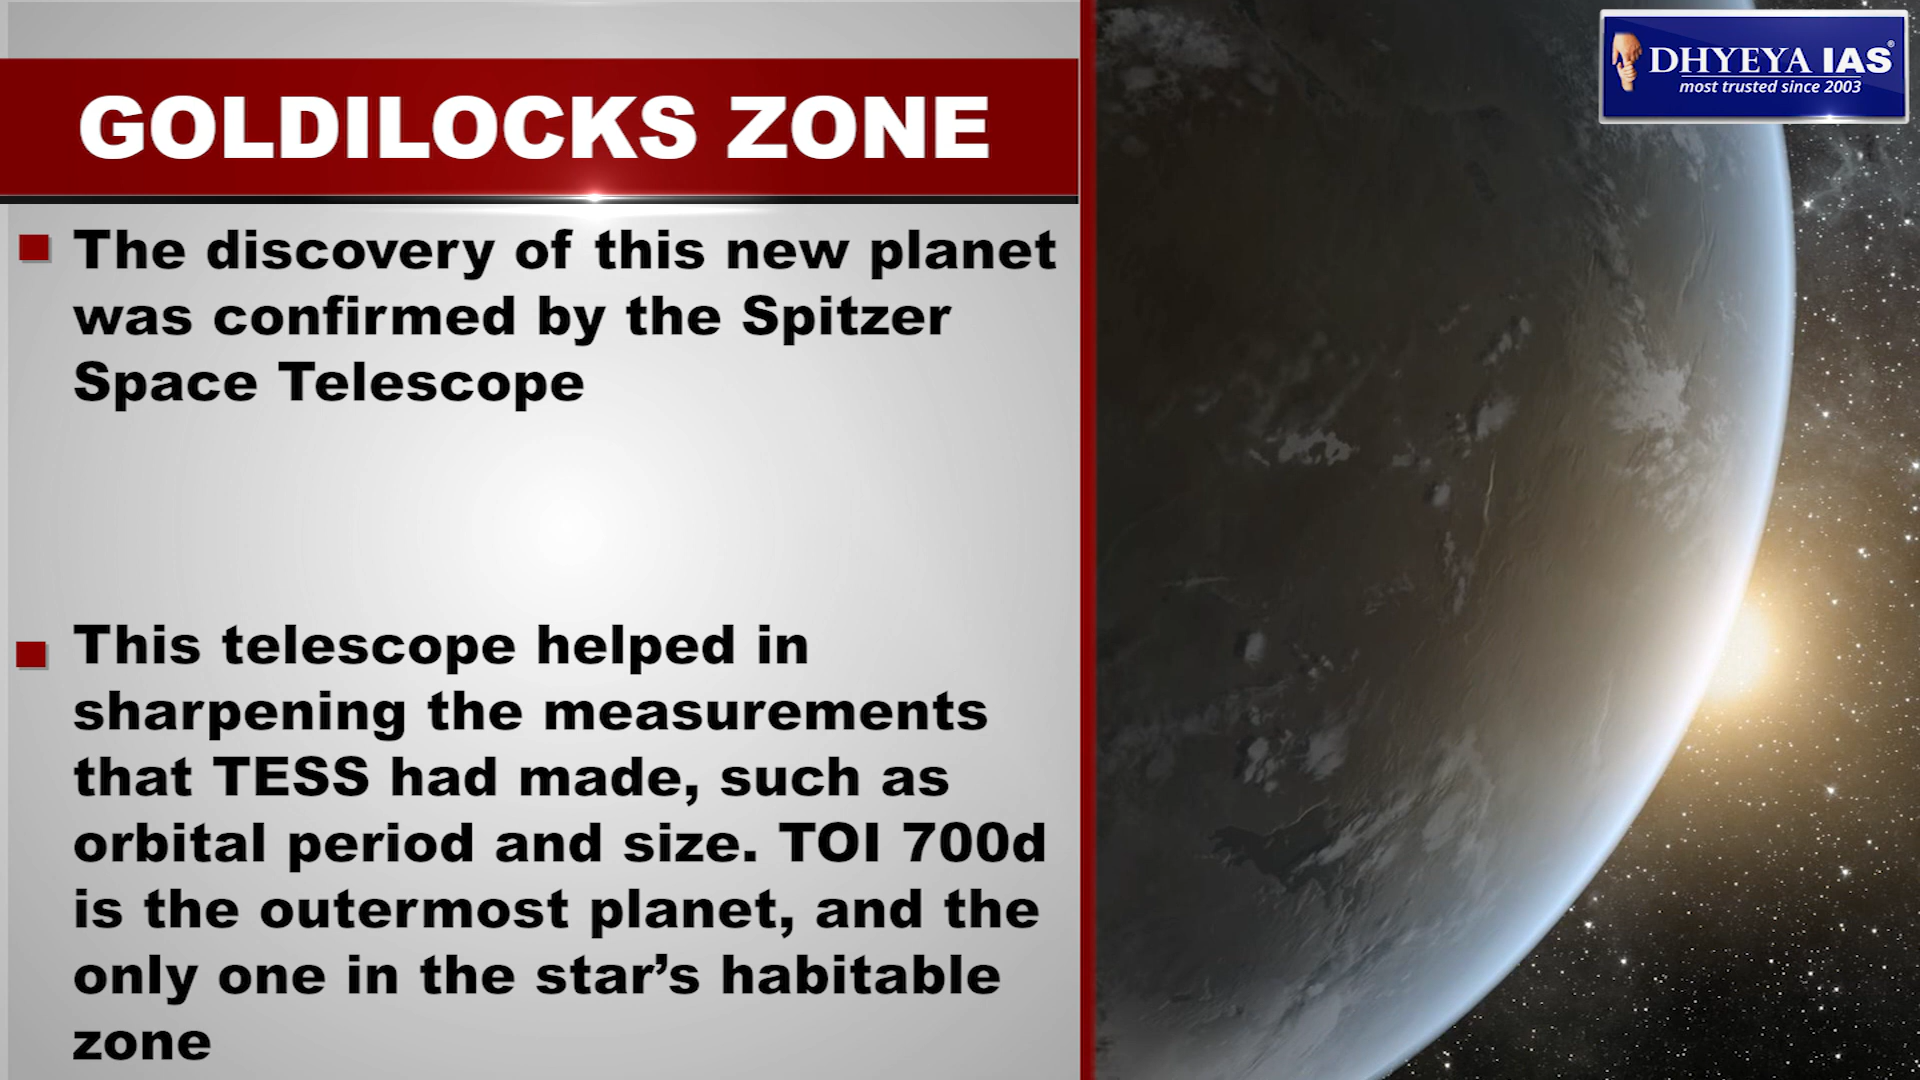 GOLDILOCKS ZONE
DHYEYA IAS®
most trusted since 2003
The discovery of this new planet
was confirmed by the Spitzer
Space Telescope
This telescope helped in
sharpening the measurements
that TESS had made, such as
orbital period and size. TOI 700d
is the outermost planet, and the
only one in the star’s habitable
zone